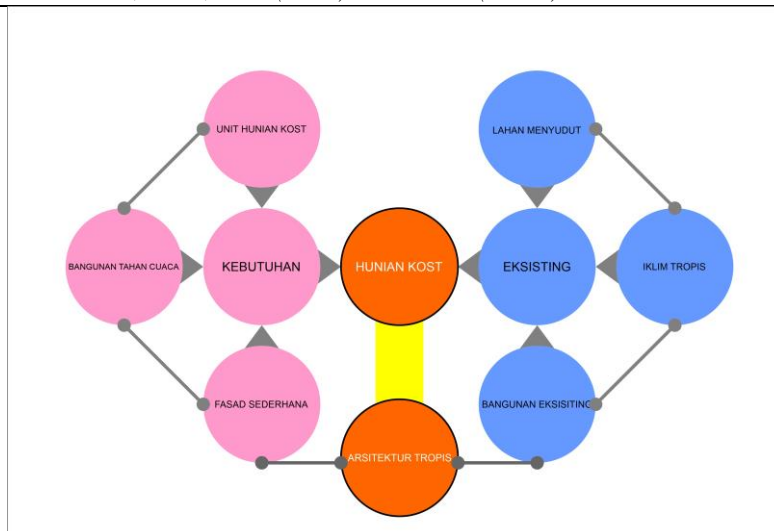 UNIT HUNIAN KOST
LAHAN MENYUDUT
BANGUNAN TAHAN CUACA
KEBUTUHAN
HUNIAN KOST
EKSISTING
IKLIM TROPIS
FASAD SEDERHANA
BANGUNAN EKSISITING
ARSITEKTUR TROPIS